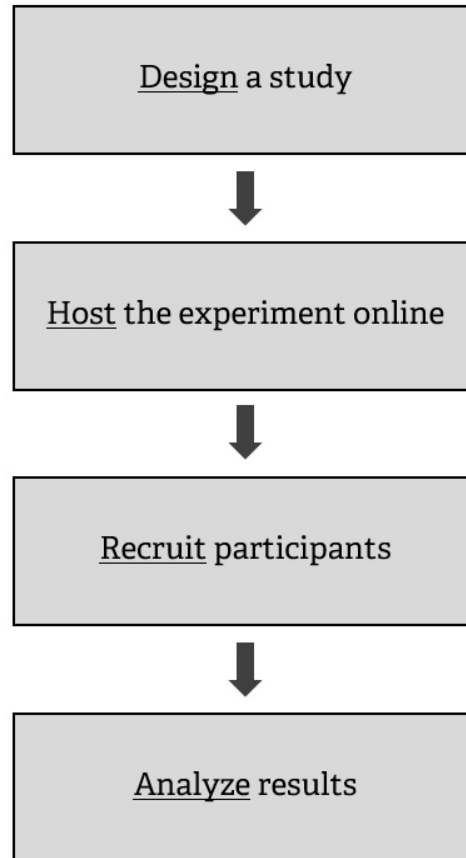 Design a study
Host the experiment online
Recruit participants
Analyze results